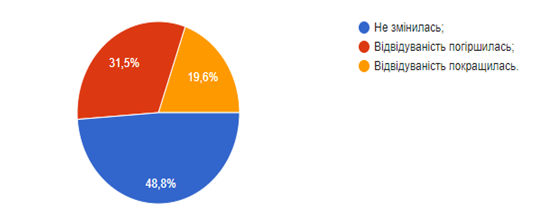 31,5%
19,6%
48,8%
Не змінилась;
Відвідуваність погіршилась;
Відвідуваність покращилась.